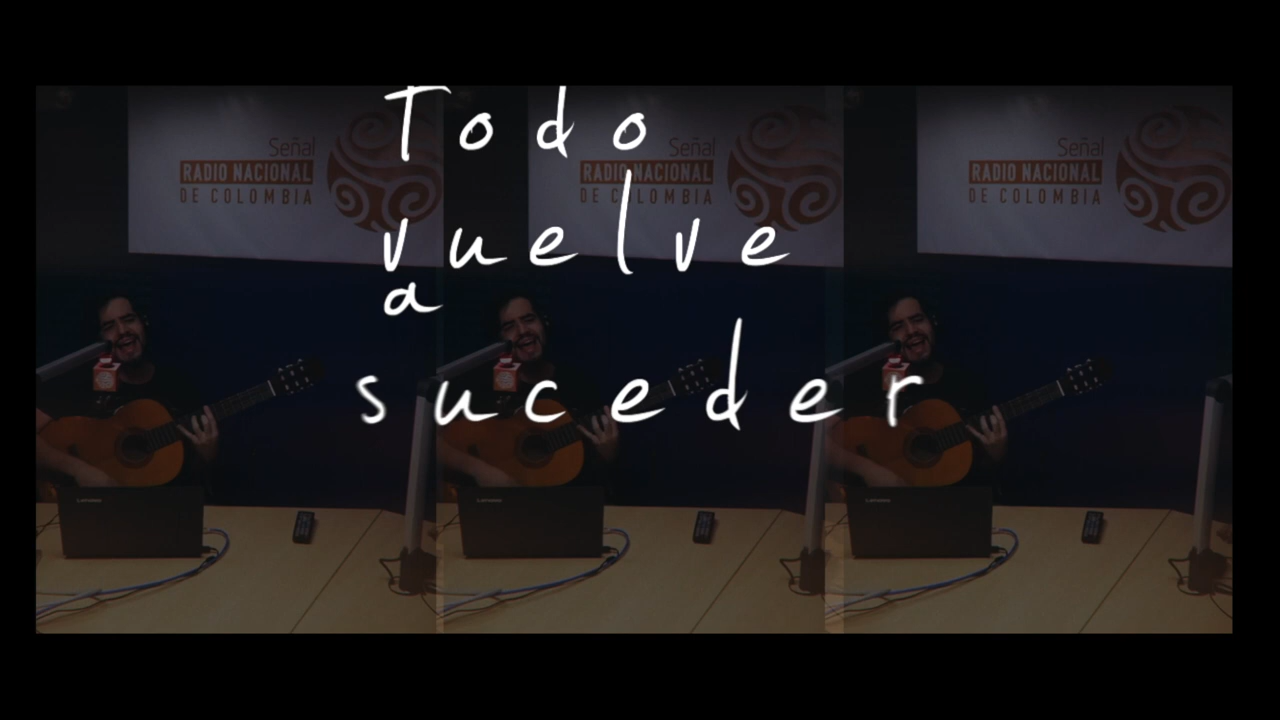 Todo
vuelve
a
suceder
Señal
RADIO NACIONAL
DE COLOMBIA
Señal
RADIO NACIONAL
DE COLOMBIA
Señal
RADIO NACIONAL
DE COLOMBIA